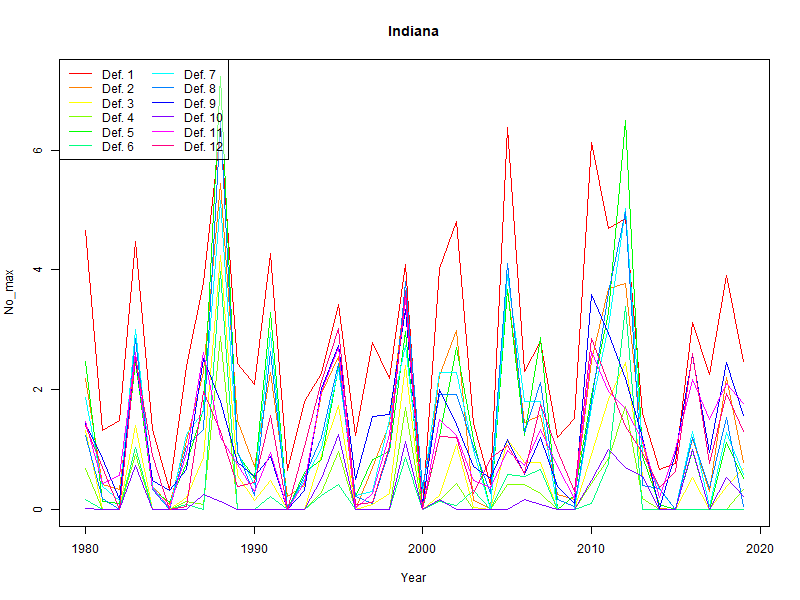 Indiana
Def. 1 Def. 7
Def. 2 Def. 8
Def. 3 Def. 9
Def. 4 Def. 10
Def. 5 Def. 11
Def. 6 Def. 12
6
4
2
0
No_max
1980 1990 2000 2010 2020
Year